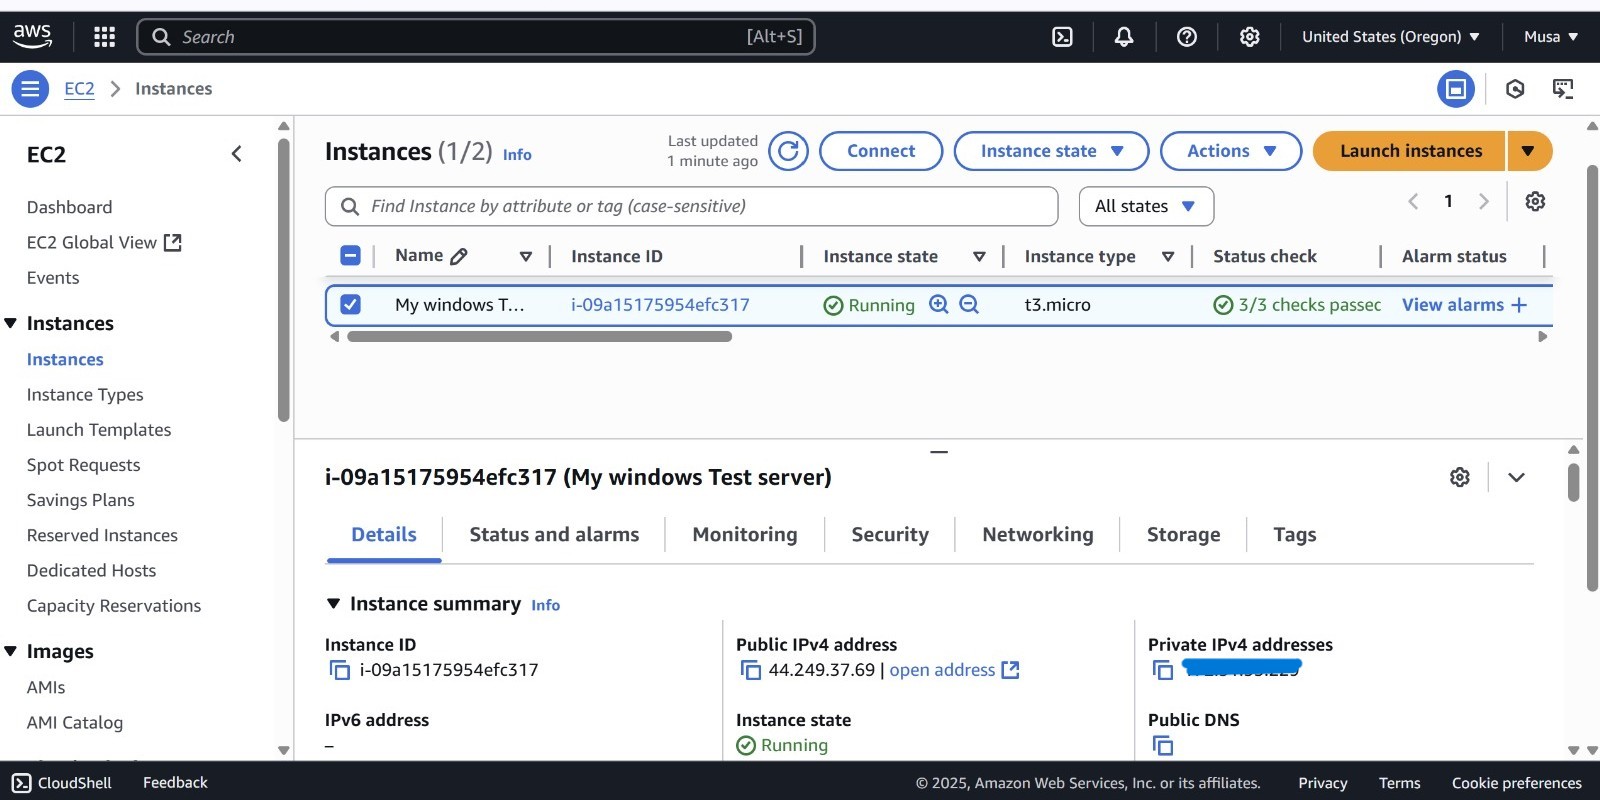 aws
Search [Alt+S]
United States (Oregon)
Musa
EC2 > Instances
EC2
Dashboard
EC2 Global View
Events
Instances
Instances
Instance Types
Launch Templates
Spot Requests
Savings Plans
Reserved Instances
Dedicated Hosts
Capacity Reservations
Images
AMIs
AMI Catalog
Instances (1/2) Info
Last updated
1 minute ago
Connect
Instance state
Actions
Launch instances
Find Instance by attribute or tag (case-sensitive)
All states
1
Name Instance ID Instance state Instance type Status check Alarm status
My windows T... i-09a15175954efc317 Running t3.micro 3/3 checks passec View alarms +
i-09a15175954efc317 (My windows Test server)
Details Status and alarms Monitoring Security Networking Storage Tags
Instance summary Info
Instance ID
i-09a15175954efc317
Public IPv4 address
44.249.37.69 | open address
Private IPv4 addresses
IPv6 address
–
Instance state
Running
Public DNS
CloudShell Feedback
© 2025, Amazon Web Services, Inc. or its affiliates. Privacy Terms Cookie preferences